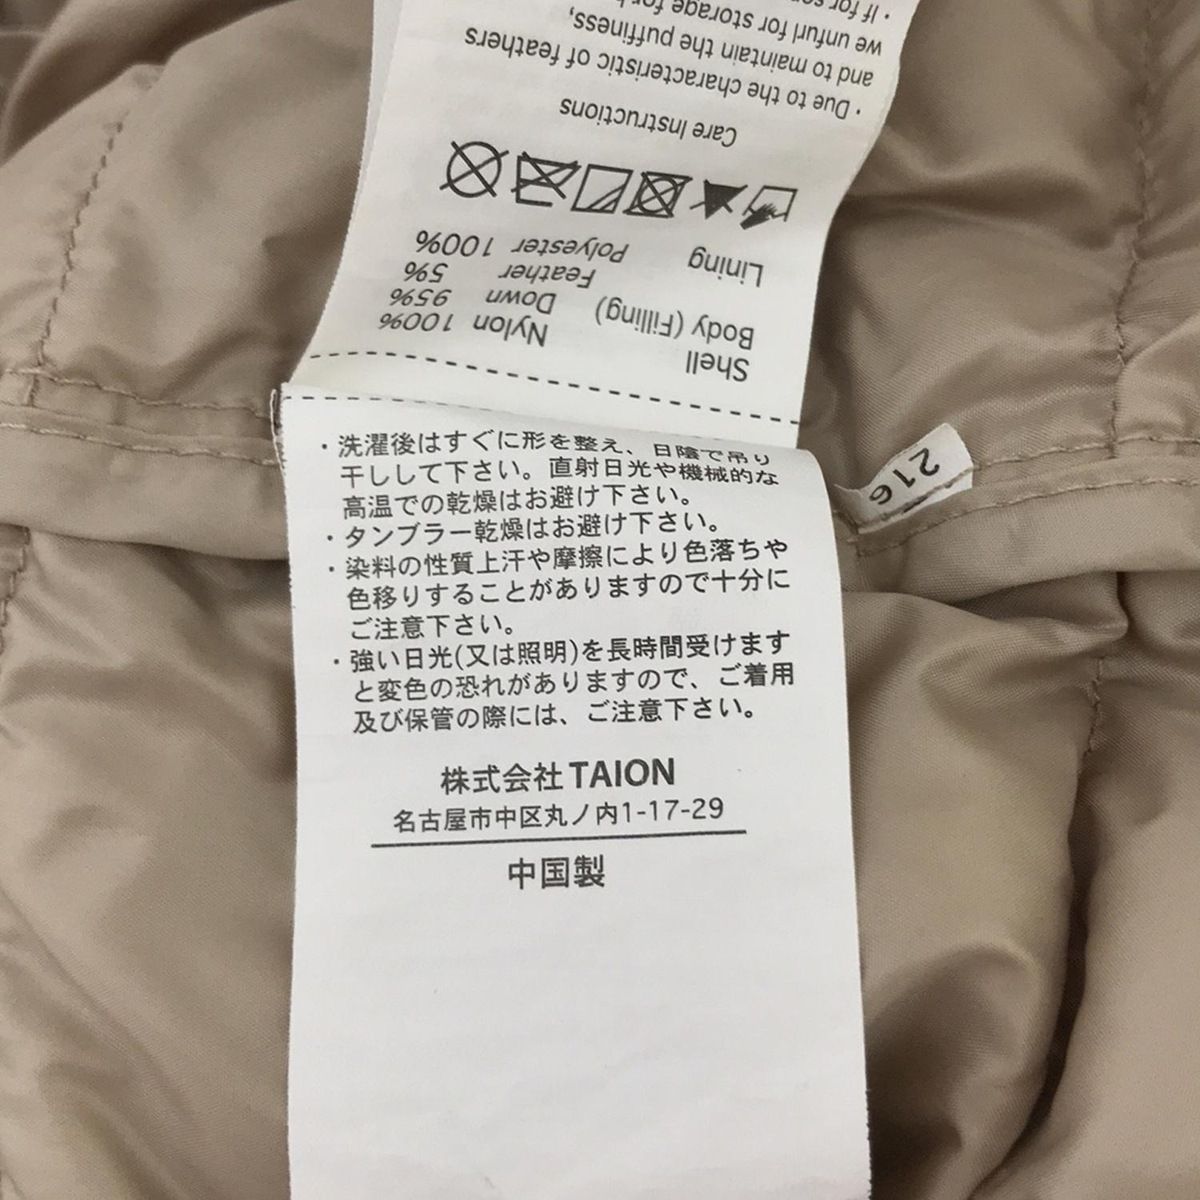 ・洗濯後はすぐに形を整え、日陰で吊り
干しして下さい。直射日光や機械的な
高温での乾燥はお避け下さい。
・タンブラー乾燥はお避け下さい。
・染料の性質上汗や摩擦により色落ちや
色移りすることがありますので十分に
ご注意下さい。
・強い日光(又は照明)を長時間受けます
と変色の恐れがありますので、ご着用
及び保管の際には、ご注意下さい。
株式会社 TAION
名古屋市中区丸ノ内1-17-29
中国製
Shell Nylon 100%
Body (Filling) Down 95%
Feather 5%
Lining Polyester 100%
Care Instructions
・Due to the characteristic of feathers
and to maintain the puffiness,
we unfurl for storage for
・If for
216